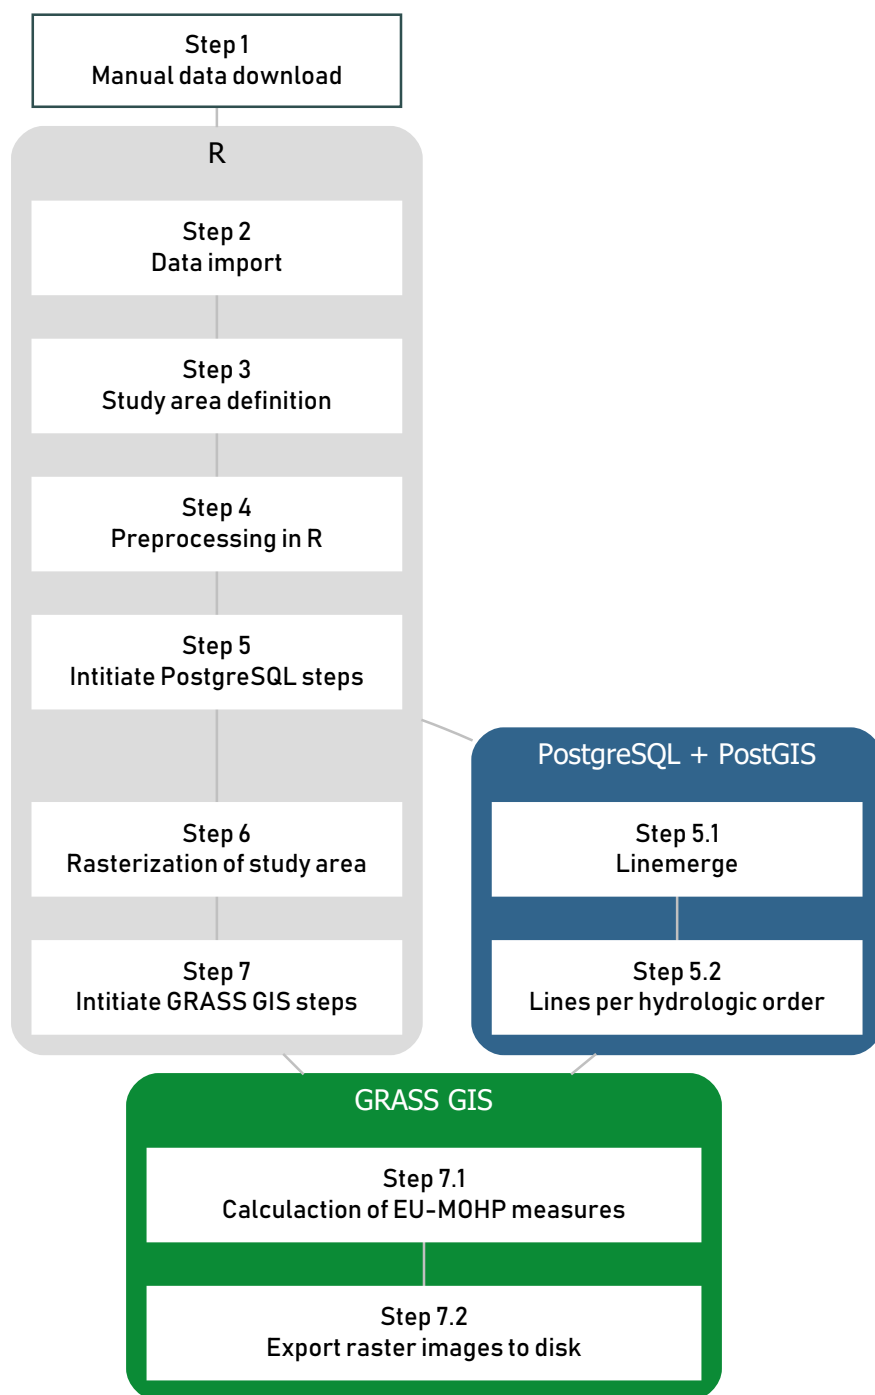 Step 1
Manual data download
R
Step 2
Data import
Step 3
Study area definition
Step 4
Preprocessing in R
Step 5
Intitiate PostgreSQL steps
PostgreSQL + PostGIS
Step 5.1
Linemerge
Step 5.2
Lines per hydrologic order
Step 6
Rasterization of study area
Step 7
Intitiate GRASS GIS steps
GRASS GIS
Step 7.1
Calculaction of EU-MOHP measures
Step 7.2
Export raster images to disk